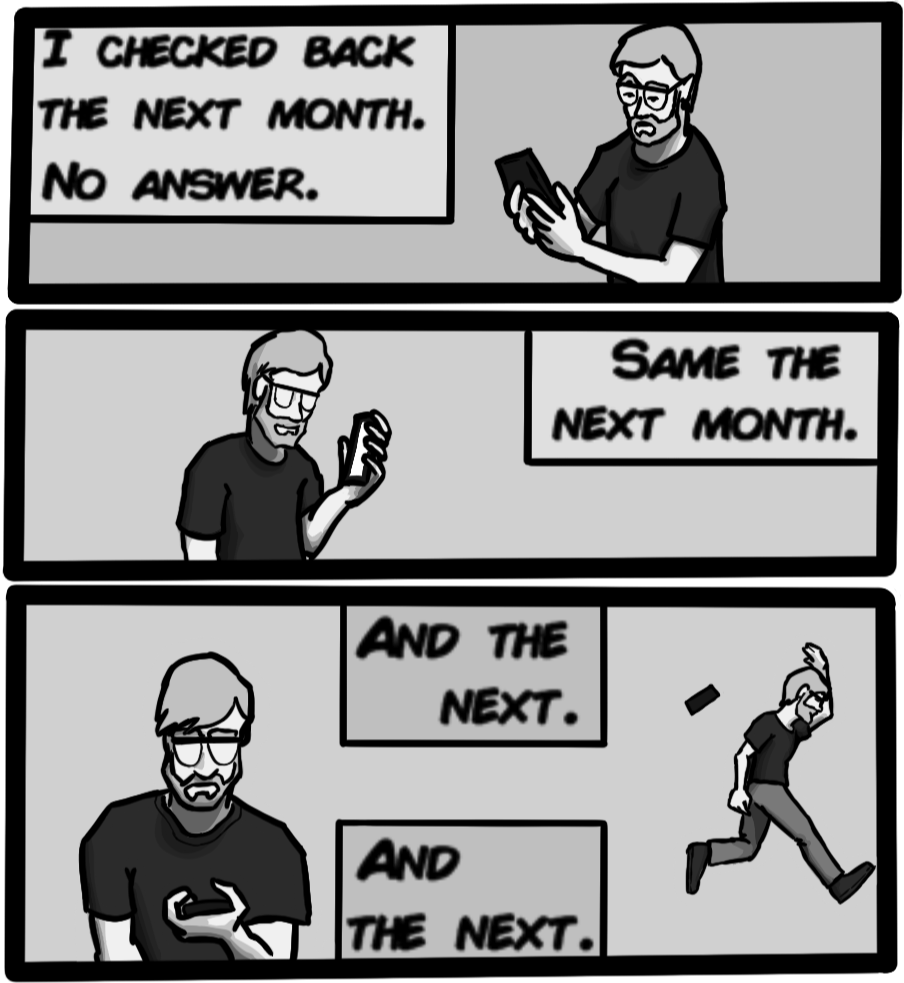 I CHECKED BACK
THE NEXT MONTH.
NO ANSWER.
SAME THE
NEXT MONTH.
AND THE
NEXT.
AND
THE NEXT.